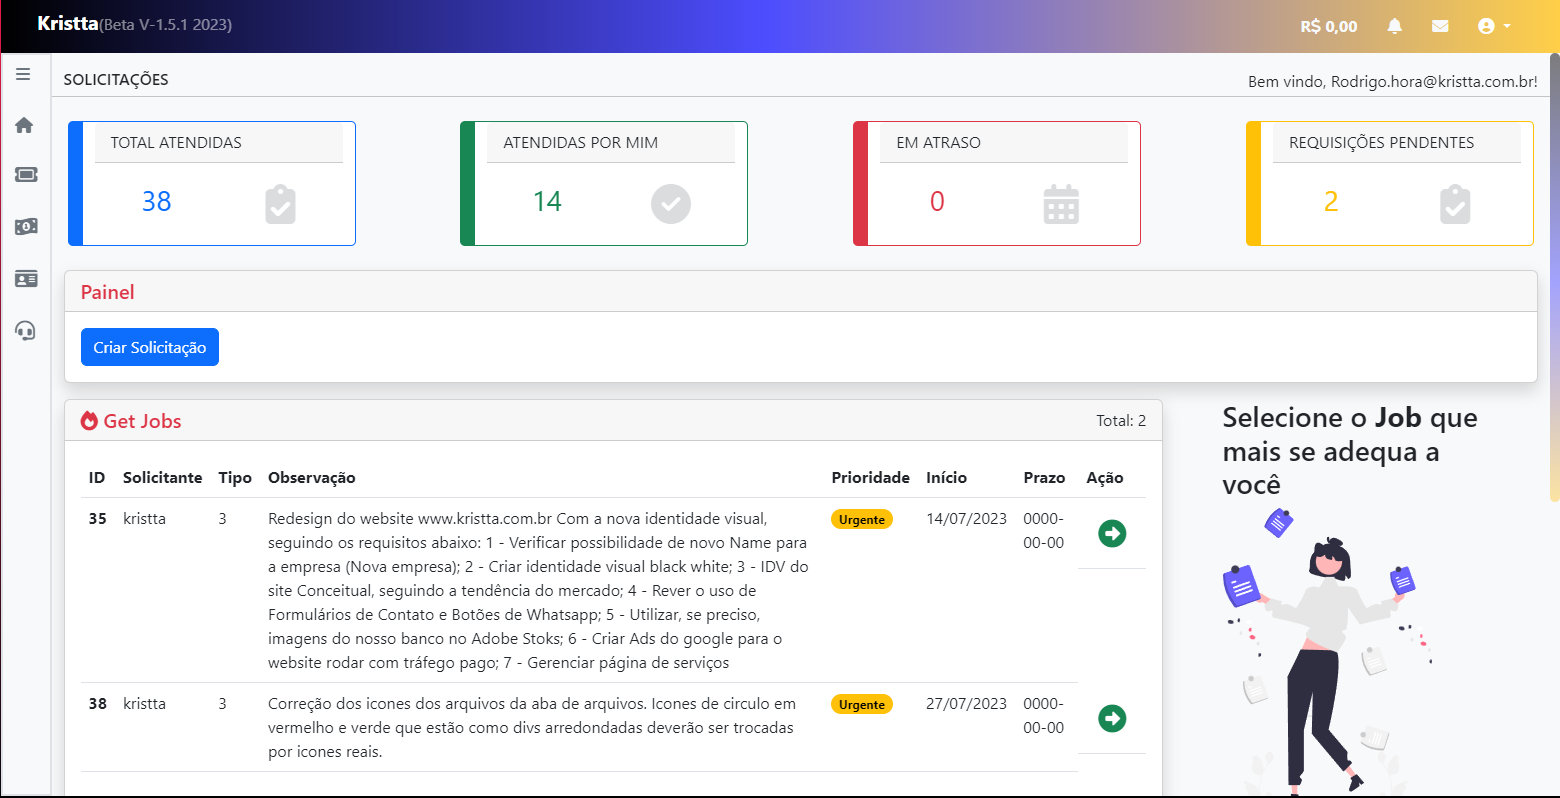 Kristta(Beta V-1.5.1 2023)
R$ 0,00
SOLICITAÇÕES
Bem vindo, Rodrigo.hora@kristta.com.br!
TOTAL ATENDIDAS
38
ATENDIDAS POR MIM
14
EM ATRASO
0
REQUISIÇÕES PENDENTES
2
Painel
Criar Solicitação
Get Jobs
Total: 2
ID Solicitante Tipo Observação Prioridade Início Prazo Ação
35 kristta 3 Redesign do website www.kristta.com.br Com a nova identidade visual, Urgente 14/07/2023 0000-
seguindo os requisitos abaixo: 1 - Verificar possibilidade de novo Name para 00-00
a empresa (Nova empresa); 2 - Criar identidade visual black white; 3 - IDV do
site Conceitual, seguindo a tendência do mercado; 4 - Rever o uso de
Formulários de Contato e Botões de Whatsapp; 5 - Utilizar, se preciso,
imagens do nosso banco no Adobe Stoks; 6 - Criar Ads do google para o
website rodar com tráfego pago; 7 - Gerenciar página de serviços
38 kristta 3 Correção dos icones dos arquivos da aba de arquivos. Icones de circulo em Urgente 27/07/2023 0000-
vermelho e verde que estão como divs arredondadas deverão ser trocadas 00-00
por icones reais.
Selecione o Job que
mais se adequa a
você